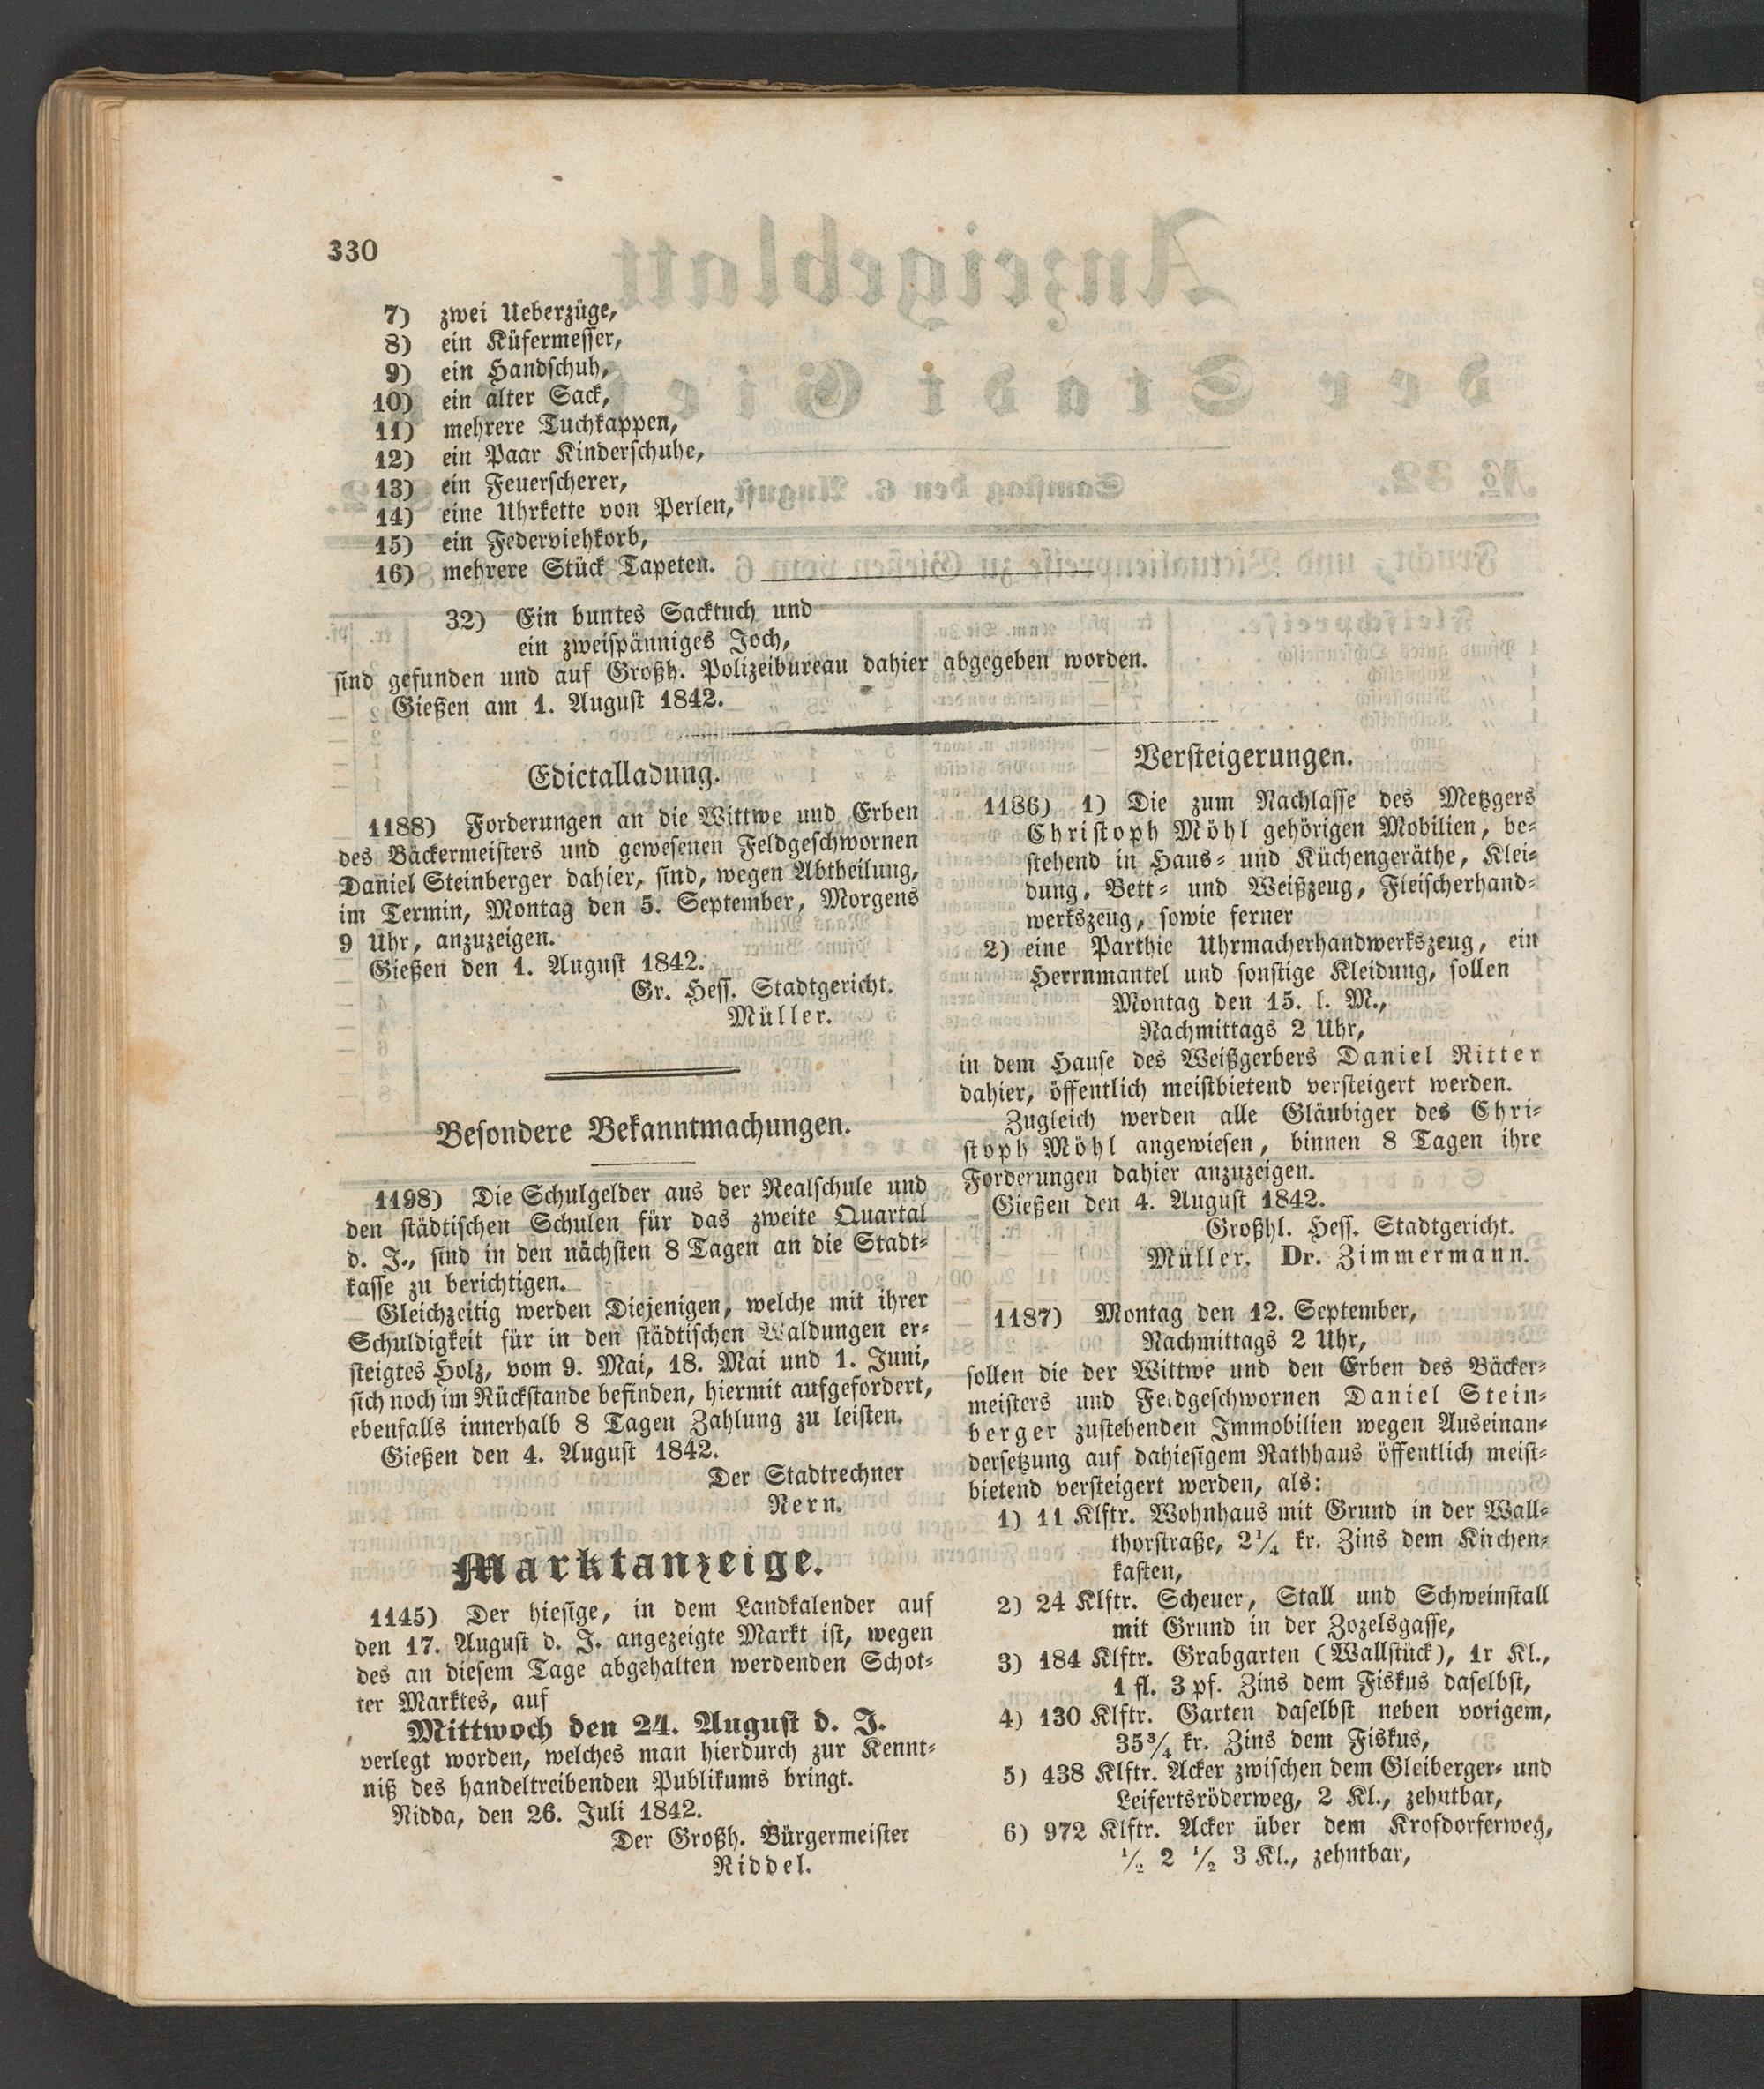 330
7) zwei Ueberzüge,
8) ein Küfermesser,
9) ein Handschuh,
10) ein alter Sack,
11) mehrere Tuchkappen,
12) ein Paar Kinderschuhe,
13) ein Feuerscherer,
14) eine Uhrkette von Perlen,
15) ein Federviehkorb,
16) mehrere Stück Tapeten.
32) Ein buntes Sacktuch und
ein zweispänniges Joch,
sind gefunden und auf Großh. Polizeibureau dahier abgegeben worden.
Gießen am 1. August 1842.
Edictalladung.
1188) Forderungen an die Wittwe und Erben
des Bäckermeisters und gewesenen Feldgeschwornen
Daniel Steinberger dahier, sind, wegen Abtheilung,
im Termin, Montag den 5. September, Morgens
9 Uhr, anzuzeigen.
Gießen den 1. August 1842.
Gr. Hess. Stadtgericht.
Müller.
Besondere Bekanntmachungen.
1198) Die Schulgelder aus der Realschule und
den städtischen Schulen für das zweite Quartal
d. J., sind in den nächsten 8 Tagen an die Stadt-
kasse zu berichtigen.
Gleichzeitig werden Diejenigen, welche mit ihrer
Schuldigkeit für in den städtischen Waldungen er-
steigtes Holz, vom 9. Mai, 18. Mai und 1. Juni,
sich noch im Rückstande befinden, hiermit aufgefordert,
ebenfalls innerhalb 8 Tagen Zahlung zu leisten.
Gießen den 4. August 1842.
Der Stadtrechner
Nern.
Marktanzeige.
1145) Der hiesige, in dem Landkalender auf
den 17. August d. J. angezeigte Markt ist, wegen
des an diesem Tage abgehalten werdenden Schot-
ter Marktes, auf
Mittwoch den 24. August d. J.
verlegt worden, welches man hierdurch zur Kennt-
niß des handeltreibenden Publikums bringt.
Nidda, den 26. Juli 1842.
Der Großh. Bürgermeister
Riddel.
Versteigerungen.
1186) 1) Die zum Nachlasse des Metzgers
Christoph Möhl gehörigen Mobilien, be-
stehend in Haus- und Küchengeräthe, Klei-
dung, Bett- und Weißzeug, Fleischerhand-
werkszeug, sowie ferner
2) eine Parthie Uhrmacherhandwerkszeug, ein
Herrnmantel und sonstige Kleidung, sollen
Montag den 15. l. M.,
Nachmittags 2 Uhr,
in dem Hause des Weißgerbers Daniel Ritter
dahier, öffentlich meistbietend versteigert werden.
Zugleich werden alle Gläubiger des Chri-
stoph Möhl angewiesen, binnen 8 Tagen ihre
Forderungen dahier anzuzeigen.
Gießen den 4. August 1842.
Großhl. Hess. Stadtgericht.
Müller. Dr. Zimmermann.
1187) Montag den 12. September,
Nachmittags 2 Uhr,
sollen die der Wittwe und den Erben des Bäcker-
meisters und Feldgeschwornen Daniel Stein-
berger zustehenden Immobilien wegen Auseinan-
dersetzung auf dahiesigem Rathhaus öffentlich meist-
bietend versteigert werden, als:
1) 11 Klftr. Wohnhaus mit Grund in der Wall-
thorstraße, 2 1/4 kr. Zins dem Kirchen-
kasten,
2) 24 Klftr. Scheuer, Stall und Schweinstall
mit Grund in der Zozelsgasse,
3) 184 Klftr. Grabgarten (Wallstück), 1r Kl.,
1 fl. 3 pf. Zins dem Fiskus daselbst,
4) 130 Klftr. Garten daselbst neben vorigem,
35 3/4 kr. Zins dem Fiskus,
5) 438 Klftr. Acker zwischen dem Gleiberger- und
Leifertsröderweg, 2 Kl., zehntbar,
6) 972 Klftr. Acker über dem Krofdorferweg,
1/2 2 1/2 3 Kl., zehntbar,